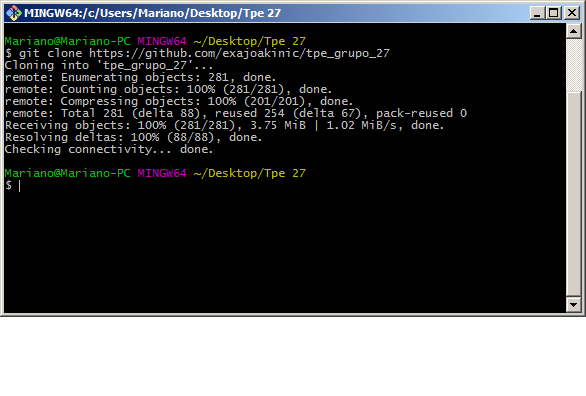 MINGW64:/c/Users/Mariano/Desktop/Tpe 27
Mariano@Mariano-PC MINGW64 ~/Desktop/Tpe 27
$ git clone https://github.com/exajoakinic/tpe_grupo_27
Cloning into 'tpe_grupo_27'...
remote: Enumerating objects: 281, done.
remote: Counting objects: 100% (281/281), done.
remote: Compressing objects: 100% (201/201), done.
remote: Total 281 (delta 88), reused 254 (delta 67), pack-reused 0
Receiving objects: 100% (281/281), 3.75 MiB | 1.02 MiB/s, done.
Resolving deltas: 100% (88/88), done.
Checking connectivity... done.
Mariano@Mariano-PC MINGW64 ~/Desktop/Tpe 27
$